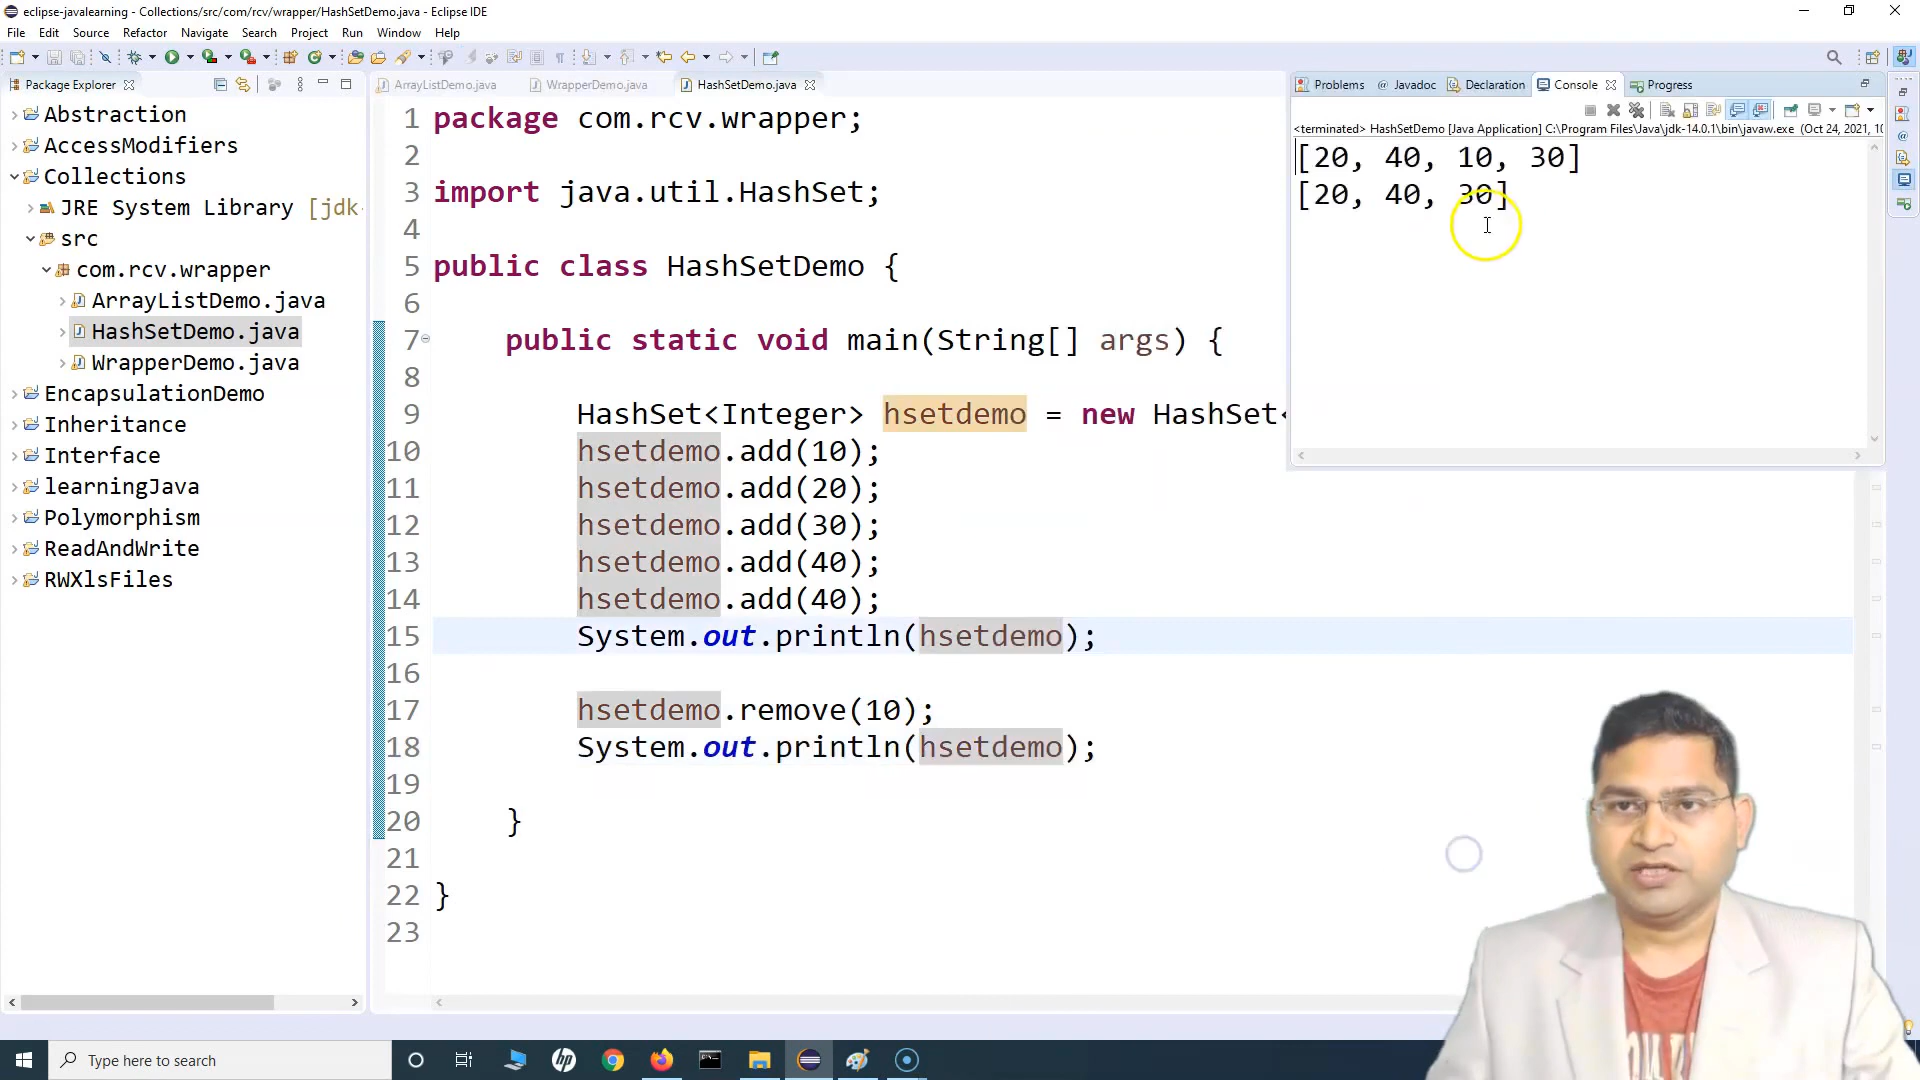 eclipse-javalearning - Collections/src/com/rcv/wrapper/HashSetDemo.java - Eclipse IDE
File Edit Source Refactor Navigate Search Project Run Window Help
Package Explorer
Abstraction
AccessModifiers
Collections
JRE System Library [jdk-
src
com.rcv.wrapper
ArrayListDemo.java
HashSetDemo.java
WrapperDemo.java
EncapsulationDemo
Inheritance
Interface
learningJava
Polymorphism
ReadAndWrite
RWXlsFiles
ArrayListDemo.java WrapperDemo.java HashSetDemo.java
1 package com.rcv.wrapper;
2
3 import java.util.HashSet;
4
5 public class HashSetDemo {
6
7 public static void main(String[] args) {
8
9 HashSet<Integer> hsetdemo = new HashSet<
10 hsetdemo.add(10);
11 hsetdemo.add(20);
12 hsetdemo.add(30);
13 hsetdemo.add(40);
14 hsetdemo.add(40);
15 System.out.println(hsetdemo);
16
17 hsetdemo.remove(10);
18 System.out.println(hsetdemo);
19
20 }
21
22 }
23
Problems @ Javadoc Declaration Console Progress
<terminated> HashSetDemo [Java Application] C:\Program Files\Java\jdk-14.0.1\bin\javaw.exe (Oct 24, 2021, 10
[20, 40, 10, 30]
[20, 40, 30]
Type here to search